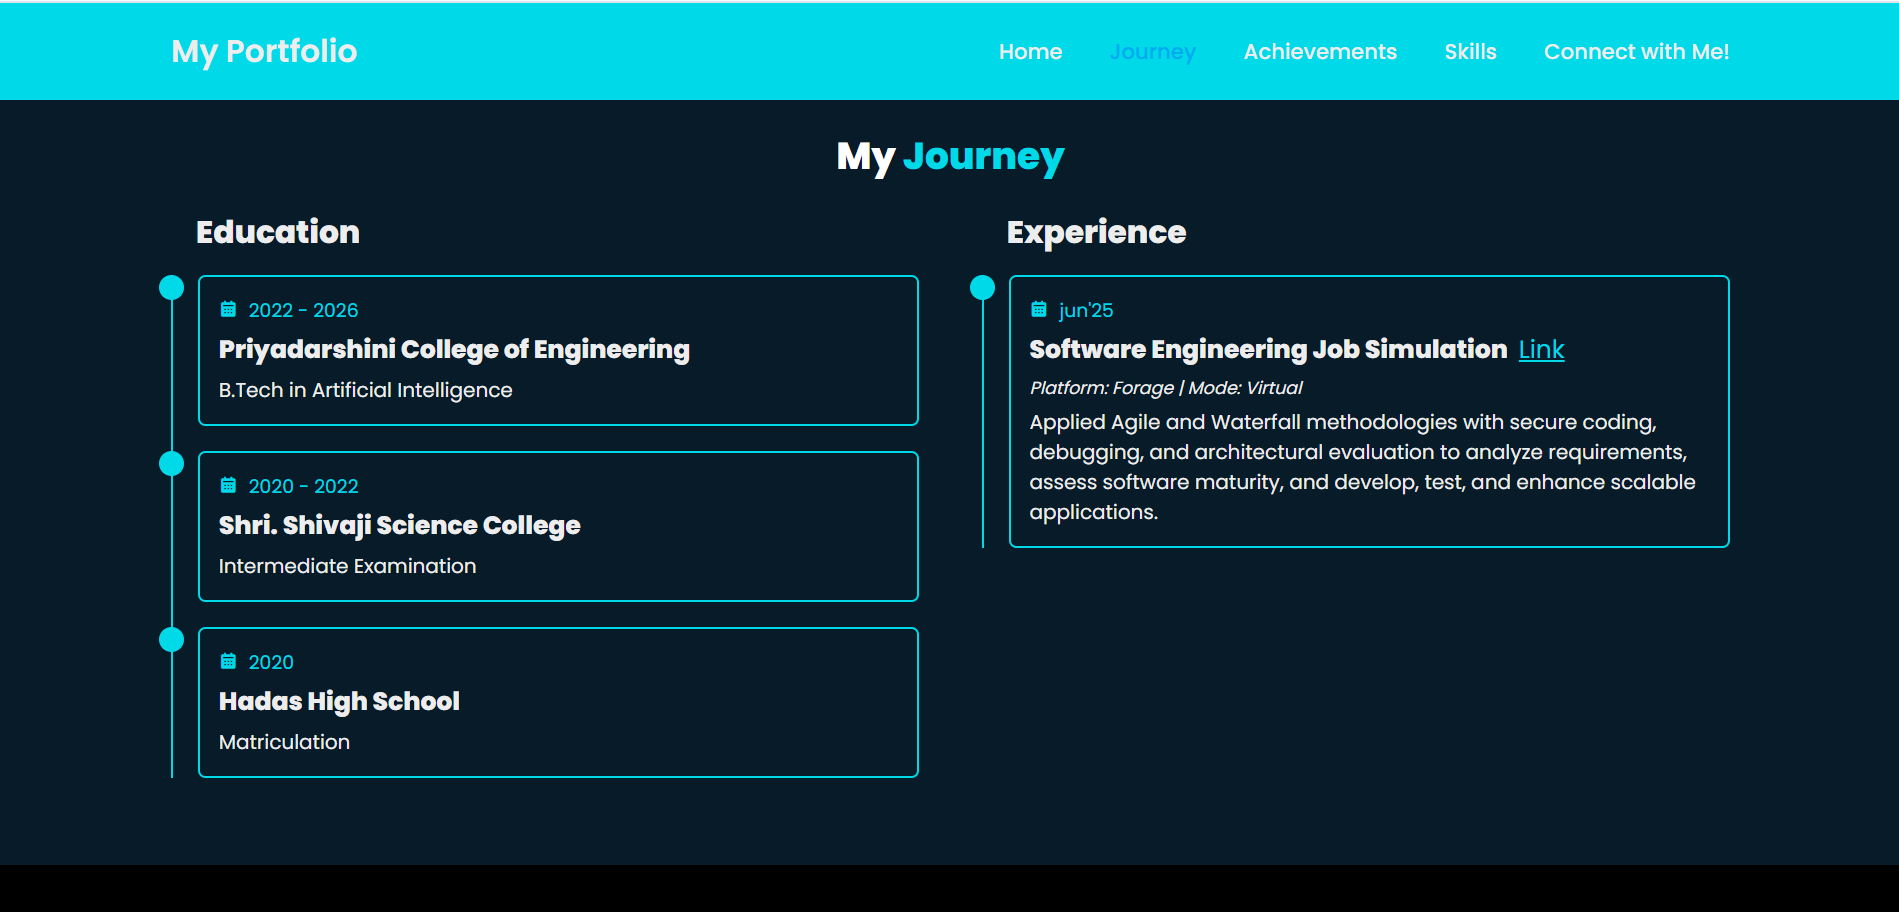 My Portfolio
Home Journey Achievements Skills Connect with Me!
My Journey
Education
2022 - 2026
Priyadarshini College of Engineering
B.Tech in Artificial Intelligence
2020 - 2022
Shri. Shivaji Science College
Intermediate Examination
2020
Hadas High School
Matriculation
Experience
jun'25
Software Engineering Job Simulation Link
Platform: Forage | Mode: Virtual
Applied Agile and Waterfall methodologies with secure coding,
debugging, and architectural evaluation to analyze requirements,
assess software maturity, and develop, test, and enhance scalable
applications.